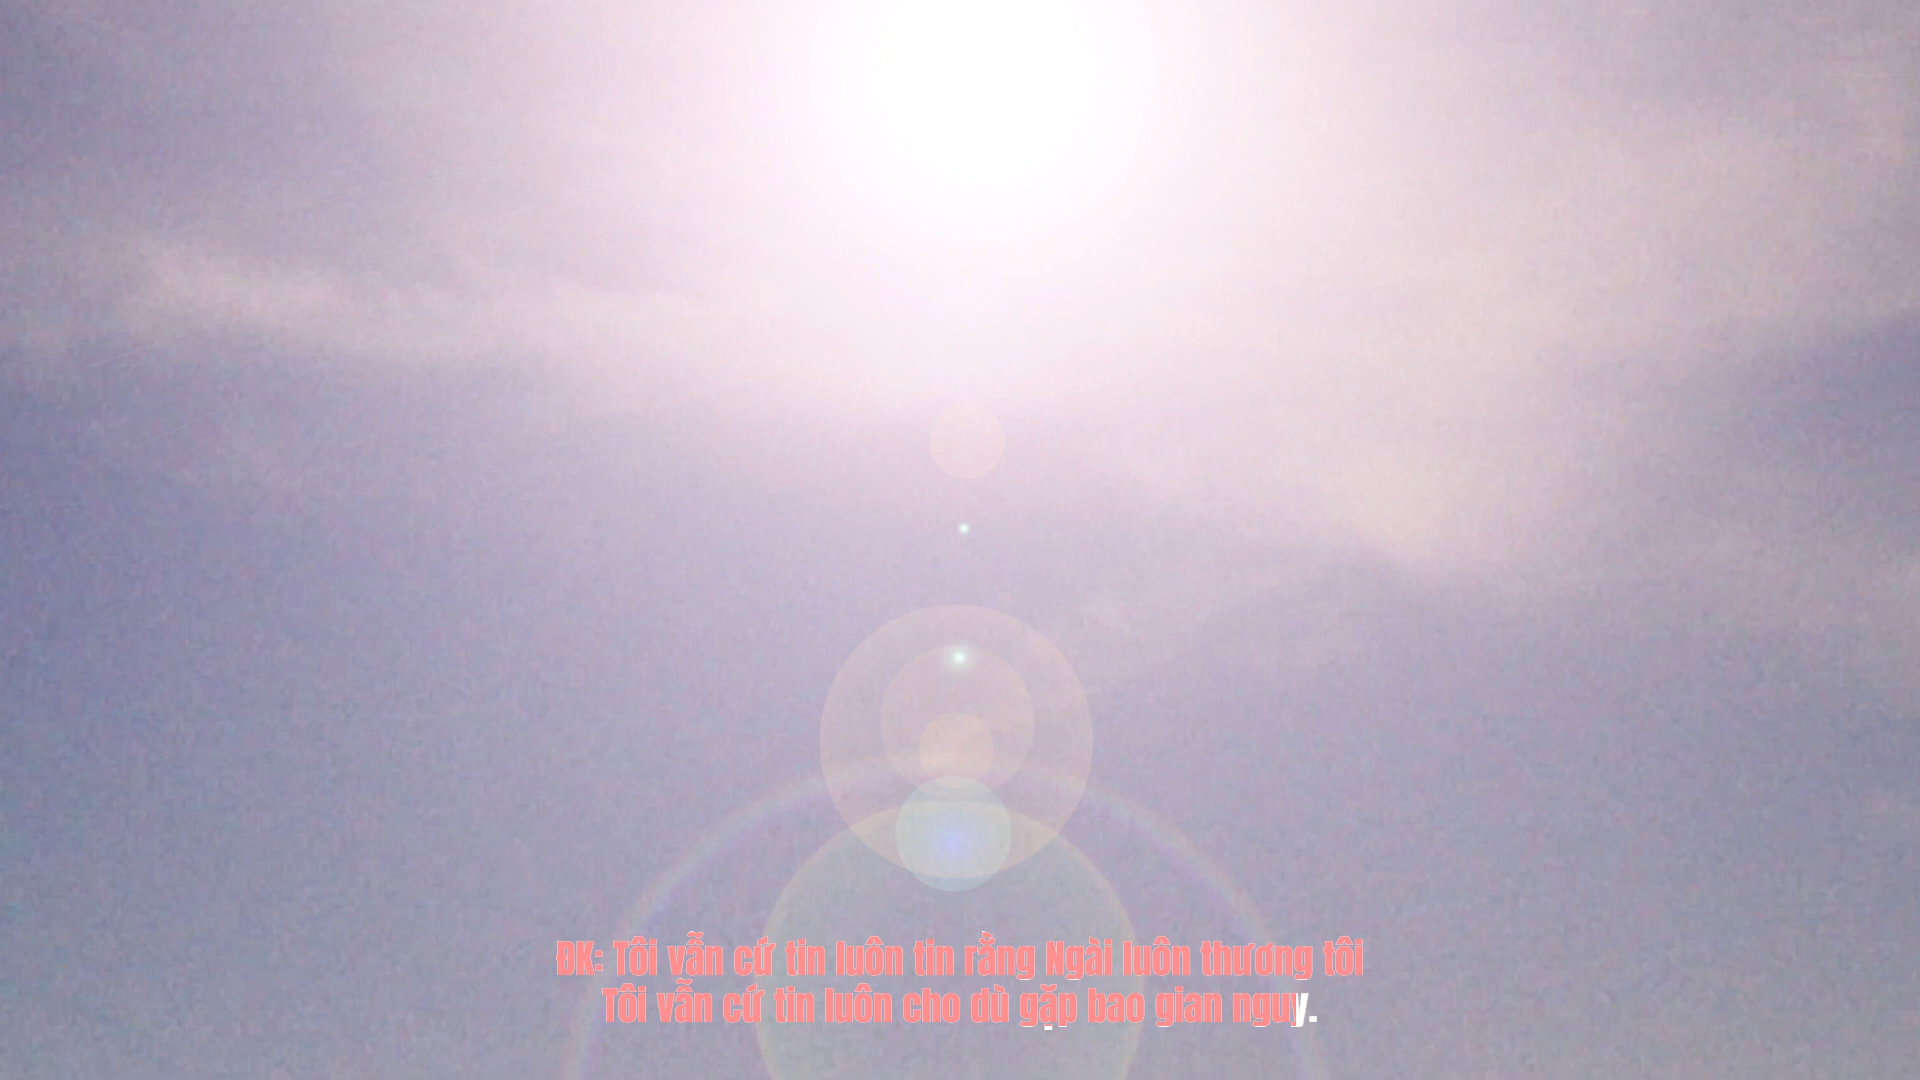 ĐK: Tôi vẫn cứ tin luôn tin rằng Ngài luôn thương tôi
Tôi vẫn cứ tin luôn cho dù gặp bao gian nguy.